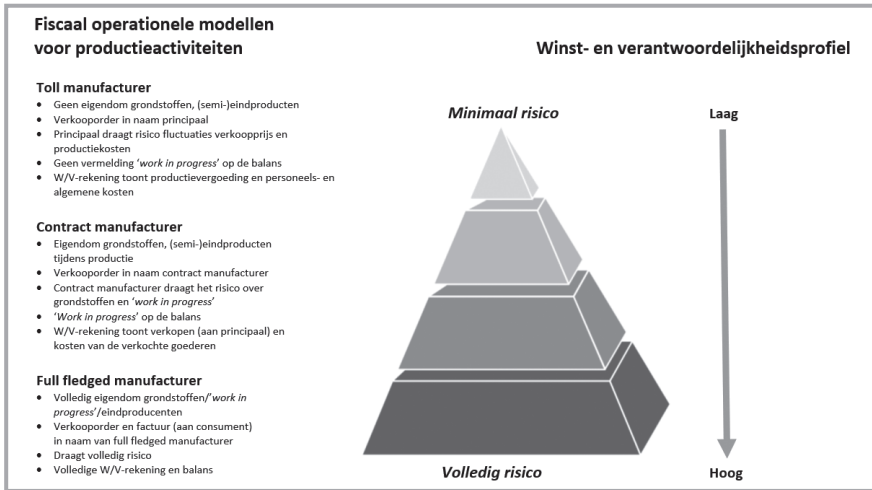 Fiscaal operationele modellen
voor productieactiviteiten
Winst- en verantwoordelijkheidsprofiel
Toll manufacturer
• Geen eigendom grondstoffen, (semi-)eindproducten
• Verkooporder in naam principaal
• Principaal draagt risico fluctuaties verkoopprijs en
productiekosten
• Geen vermelding ‘work in progress’ op de balans
• W/V-rekening toont productievergoeding en personeels- en
algemene kosten
Contract manufacturer
• Eigendom grondstoffen, (semi-)eindproducten
tijdens productie
• Verkooporder in naam contract manufacturer
• Contract manufacturer draagt het risico over
grondstoffen en ‘work in progress’
• ‘Work in progress’ op de balans
• W/V-rekening toont verkopen (aan principaal) en
kosten van de verkochte goederen
Full fledged manufacturer
• Volledig eigendom grondstoffen/’work in
progress’/eindproducenten
• Verkooporder en factuur (aan consument)
in naam van full fledged manufacturer
• Draagt volledig risico
• Volledige W/V-rekening en balans
Minimaal risico
Volledig risico
Laag
Hoog